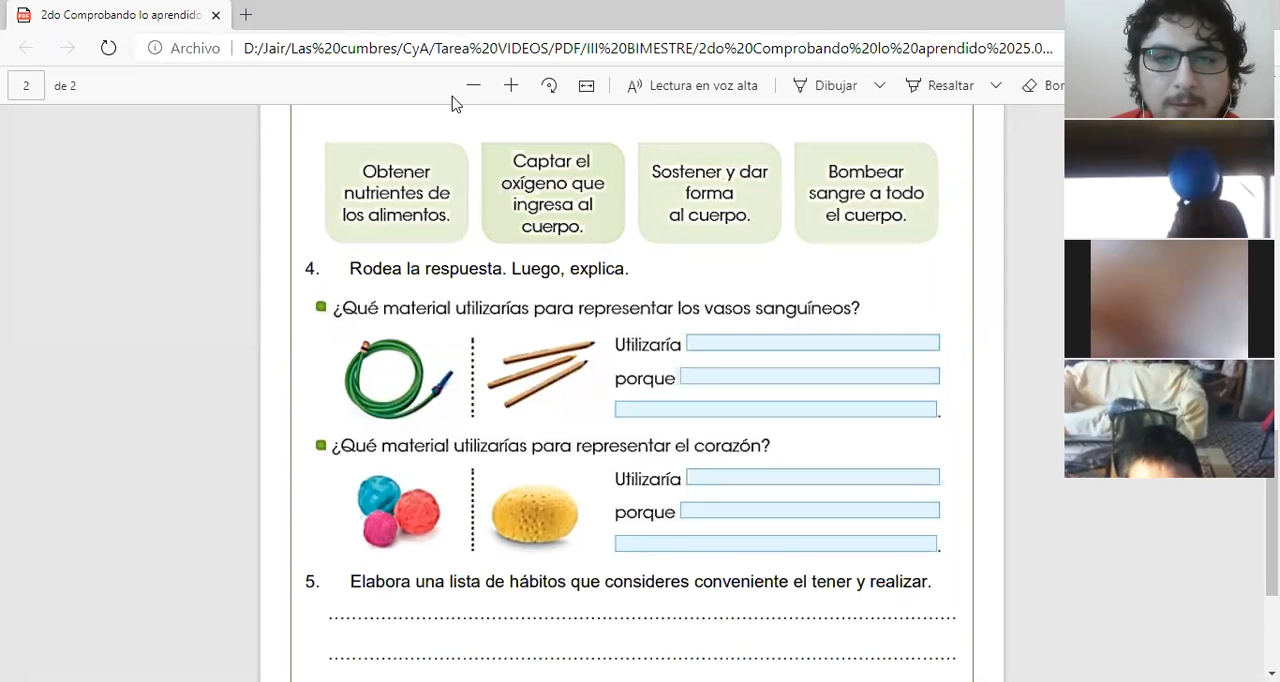 2do Comprobando lo aprendido
Archivo
D:/Jair/Las%20cumbres/CyA/Tarea%20VIDEOS/PDF/III%20BIMESTRE/2do%20Comprobando%20lo%20aprendido%2025.0...
2
de 2
Lectura en voz alta
Dibujar
Resaltar
Bor
Obtener
nutrientes de
los alimentos.
Captar el
oxígeno que
ingresa al
cuerpo.
Sostener y dar
forma
al cuerpo.
Bombear
sangre a todo
el cuerpo.
4. Rodea la respuesta. Luego, explica.
¿Qué material utilizarías para representar los vasos sanguíneos?
Utilizaría
porque
.
¿Qué material utilizarías para representar el corazón?
Utilizaría
porque
.
5. Elabora una lista de hábitos que consideres conveniente el tener y realizar.